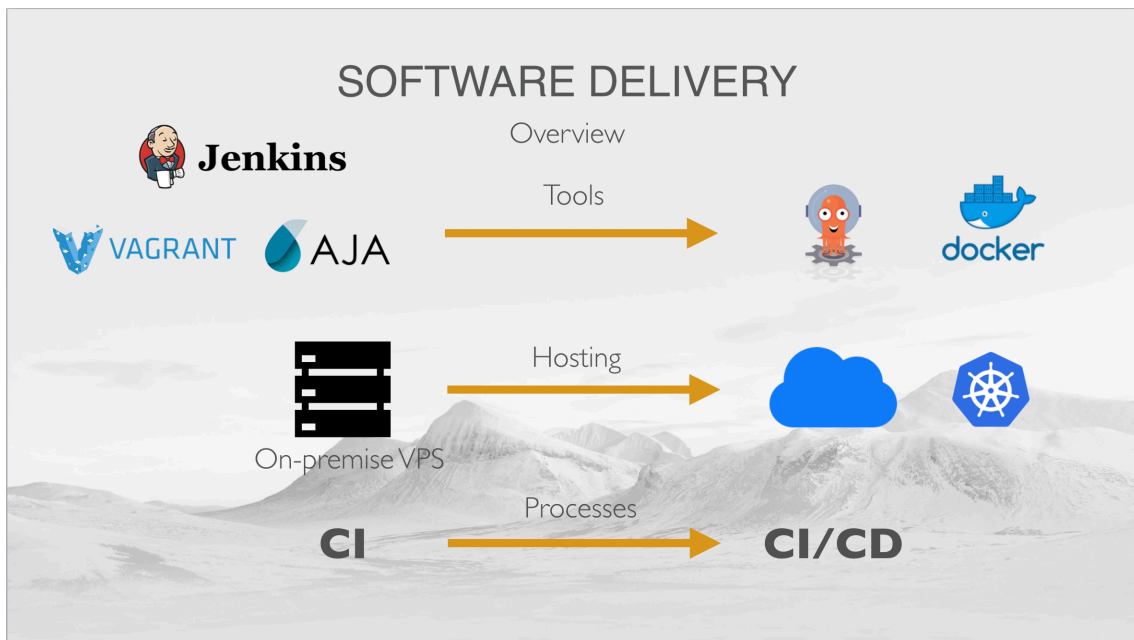 SOFTWARE DELIVERY
Overview
Jenkins
Tools
VAGRANT
AJA
docker
Hosting
On-premise VPS
Processes
CI
CI/CD